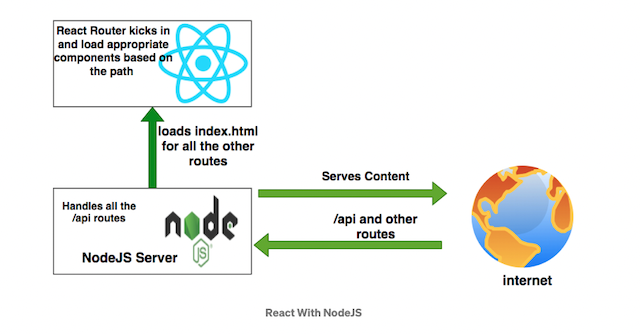 React Router kicks in
and load appropriate
components based on
the path
loads index.html
for all the other
routes
Handles all the
/api routes
node
JS
NodeJS Server
Serves Content
/api and other
routes
internet
React With NodeJS